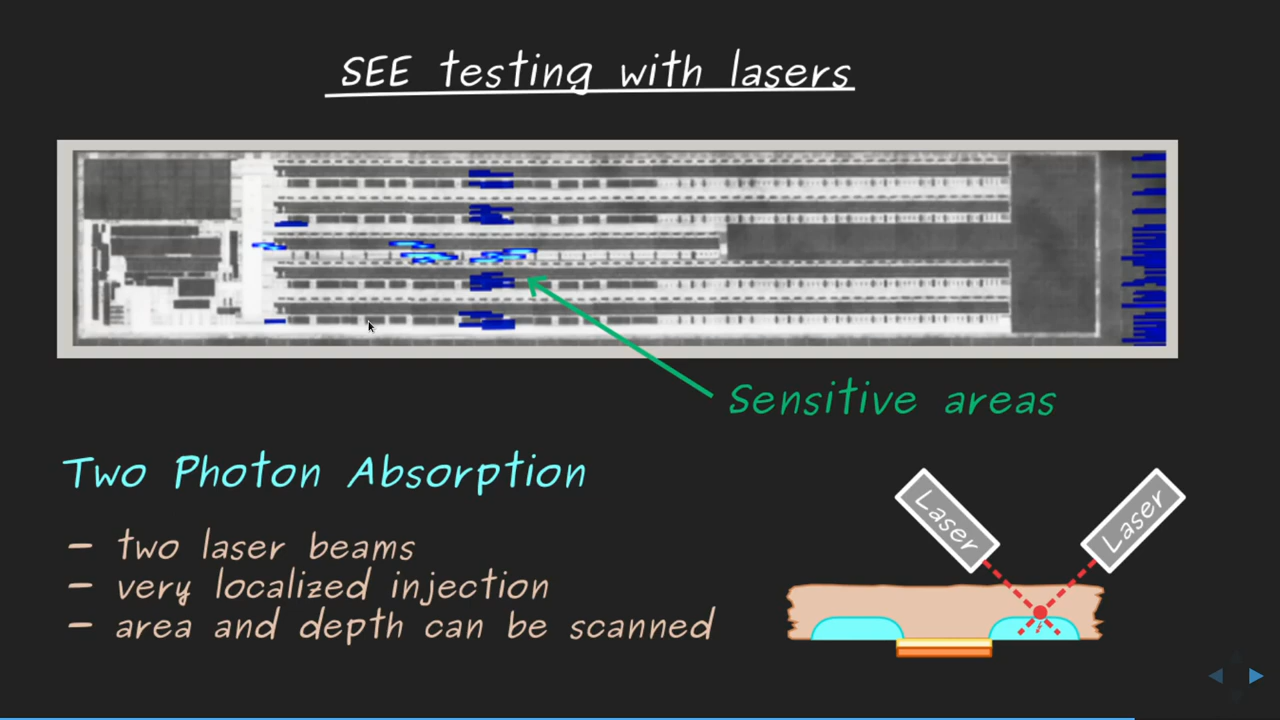 SEE testing with lasers
Sensitive areas
Two Photon Absorption
- two laser beams
- very localized injection
- area and depth can be scanned
Laser
Laser